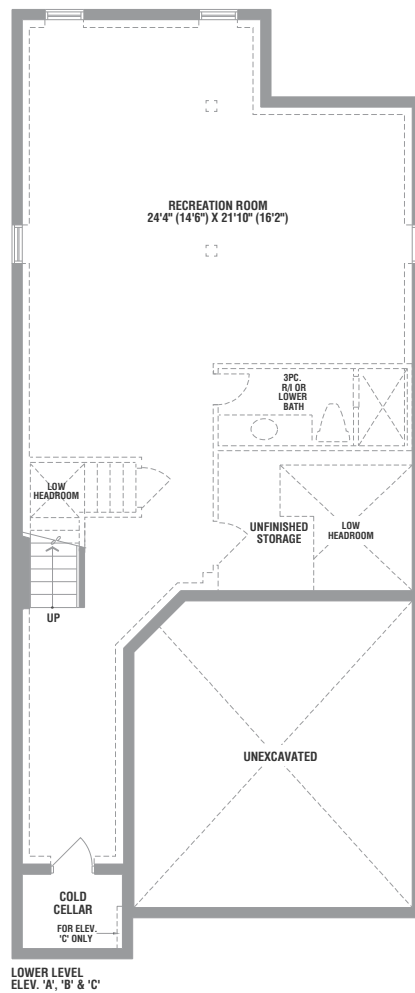 RECREATION ROOM
24'4" (14'6") X 21'10" (16'2")
3PC.
R/I OR
LOWER
BATH
LOW
HEADROOM
UNFINISHED
STORAGE
LOW
HEADROOM
UP
UNEXCAVATED
COLD
CELLAR
FOR ELEV.
'C' ONLY
LOWER LEVEL
ELEV. 'A', 'B' & 'C'